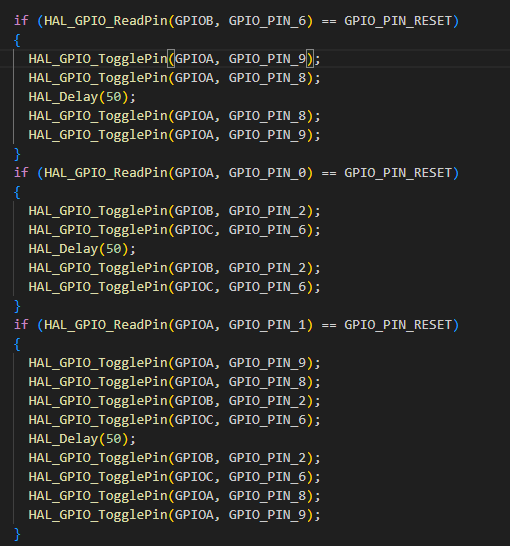 if (HAL_GPIO_ReadPin(GPIOB, GPIO_PIN_6) == GPIO_PIN_RESET)
{
  HAL_GPIO_TogglePin(GPIOA, GPIO_PIN_9);
  HAL_GPIO_TogglePin(GPIOA, GPIO_PIN_8);
  HAL_Delay(50);
  HAL_GPIO_TogglePin(GPIOA, GPIO_PIN_8);
  HAL_GPIO_TogglePin(GPIOA, GPIO_PIN_9);
}
if (HAL_GPIO_ReadPin(GPIOA, GPIO_PIN_0) == GPIO_PIN_RESET)
{
  HAL_GPIO_TogglePin(GPIOB, GPIO_PIN_2);
  HAL_GPIO_TogglePin(GPIOC, GPIO_PIN_6);
  HAL_Delay(50);
  HAL_GPIO_TogglePin(GPIOB, GPIO_PIN_2);
  HAL_GPIO_TogglePin(GPIOC, GPIO_PIN_6);
}
if (HAL_GPIO_ReadPin(GPIOA, GPIO_PIN_1) == GPIO_PIN_RESET)
{
  HAL_GPIO_TogglePin(GPIOA, GPIO_PIN_9);
  HAL_GPIO_TogglePin(GPIOA, GPIO_PIN_8);
  HAL_GPIO_TogglePin(GPIOB, GPIO_PIN_2);
  HAL_GPIO_TogglePin(GPIOC, GPIO_PIN_6);
  HAL_Delay(50);
  HAL_GPIO_TogglePin(GPIOB, GPIO_PIN_2);
  HAL_GPIO_TogglePin(GPIOC, GPIO_PIN_6);
  HAL_GPIO_TogglePin(GPIOA, GPIO_PIN_8);
  HAL_GPIO_TogglePin(GPIOA, GPIO_PIN_9);
}